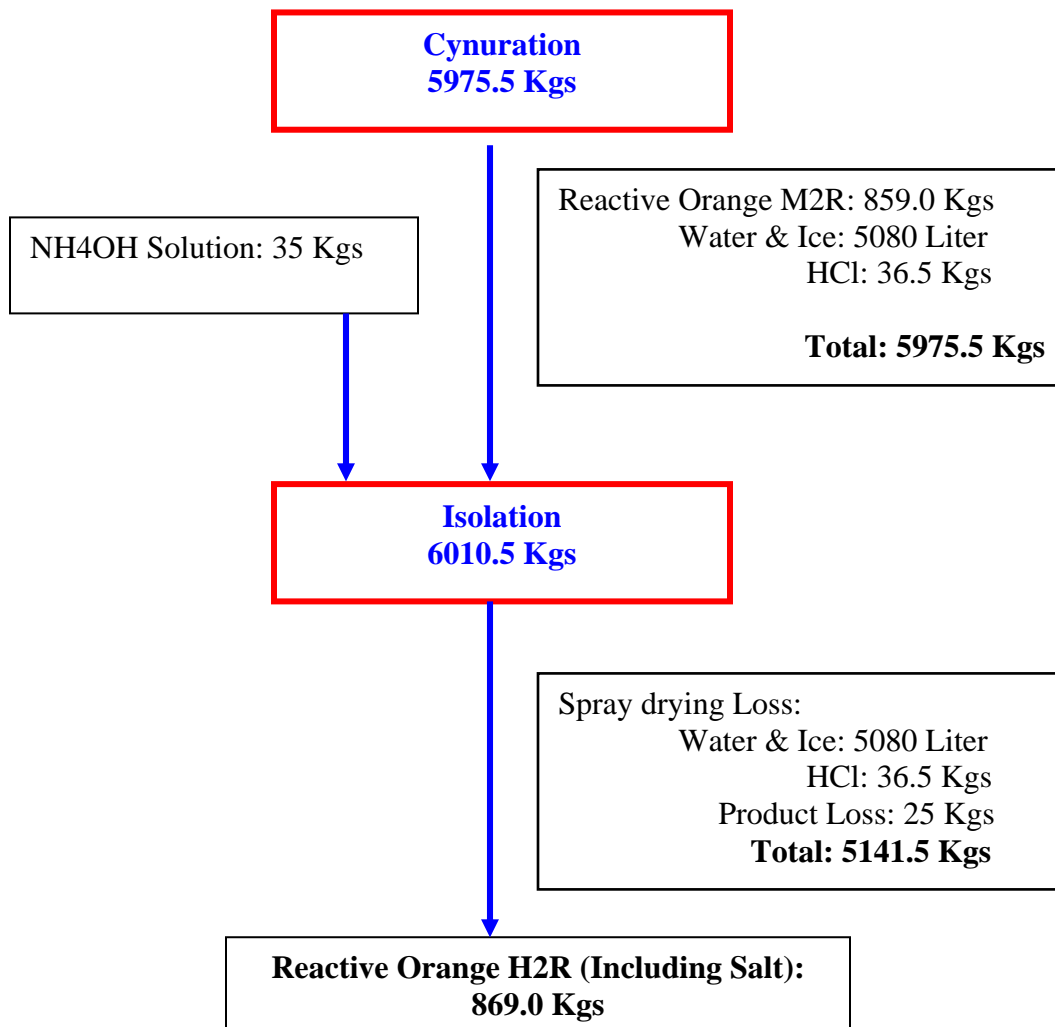 Cynuration
5975.5 Kgs
Reactive Orange M2R: 859.0 Kgs
Water & Ice: 5080 Liter
HCl: 36.5 Kgs
Total: 5975.5 Kgs
NH4OH Solution: 35 Kgs
Isolation
6010.5 Kgs
Spray drying Loss:
Water & Ice: 5080 Liter
HCl: 36.5 Kgs
Product Loss: 25 Kgs
Total: 5141.5 Kgs
Reactive Orange H2R (Including Salt):
869.0 Kgs